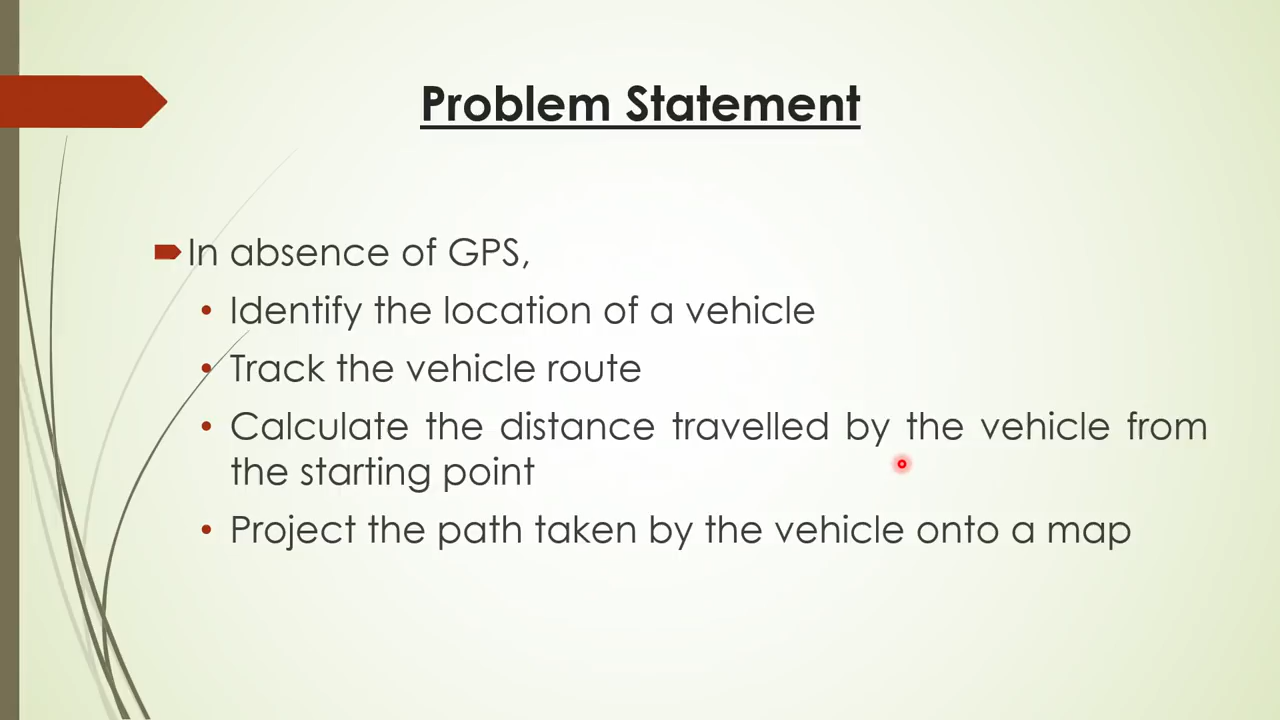 Problem Statement
In absence of GPS,
Identify the location of a vehicle
Track the vehicle route
Calculate the distance travelled by the vehicle from
the starting point
Project the path taken by the vehicle onto a map